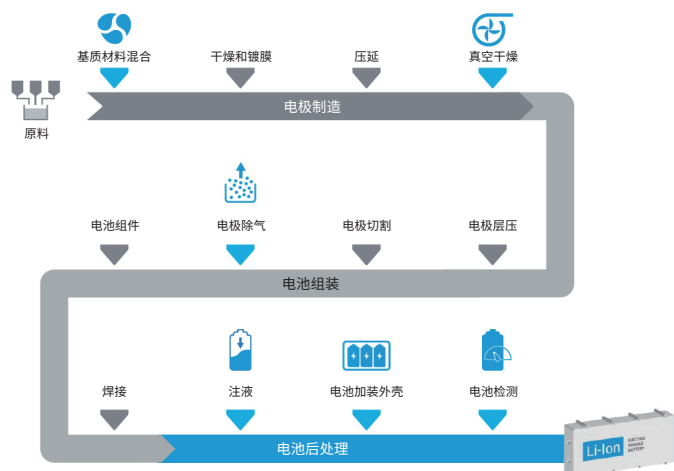 基质材料混合
干燥和镀膜
压延
真空干燥
原料
电极制造
电池组件
电极除气
电极切割
电极层压
电池组装
焊接
注液
电池加装外壳
电池检测
电池后处理
Li-Ion
ELECTRIC
VEHICLE
BATTERY